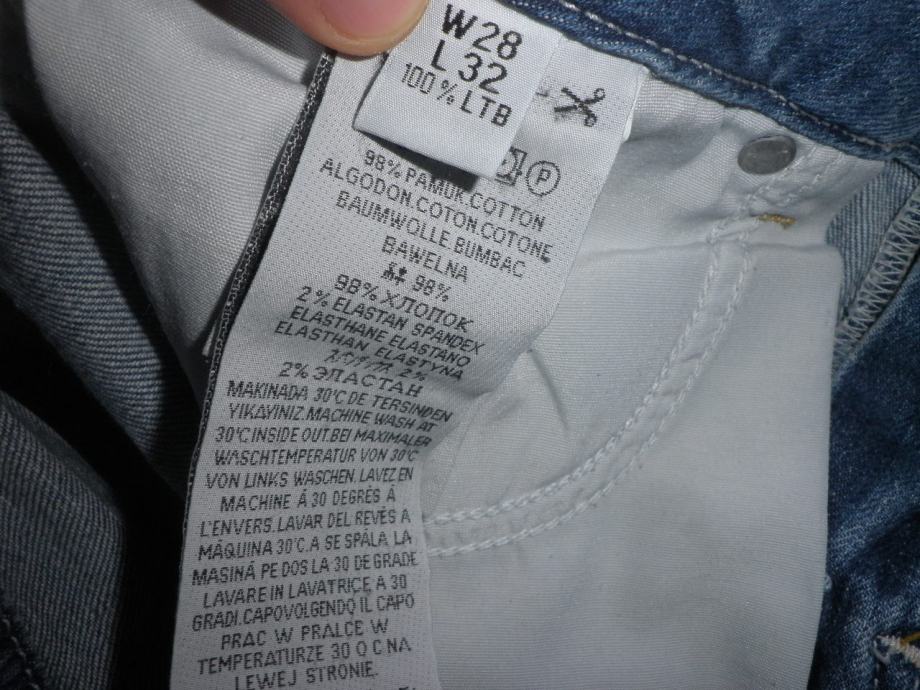 W28
L 32
100% LTB
P
98% PAMUK.COTTON
ALGODON.COTON.COTONE
BAUMWOLLE.BUMBAC
BAWELNA
98%
98% ХЛОПОК
2% ELASTAN SPANDEX
ELASTHANE ELASTANO
ELASTHAN ELASTYNA
2%
2% ЭЛАСТАН
MAKINADA 30°C DE TERSINDEN
YIKAYINIZ.MACHINE WASH AT
30°C INSIDE OUT.BEI MAXIMALER
WASCHTEMPERATUR VON 30°C
VON LINKS WASCHEN. LAVEZ EN
MACHINE Á 30 DEGRÉS Á
L'ENVERS.LAVAR DEL REVÉS A
MÁQUINA 30°C.A SE SPÁLA LA
MASINÁ PE DOS LA 30 DE GRADE
LAVARE IN LAVATRICE A 30
GRADI.CAPOVOLGENDO IL CAPO
PRAC W PRALCE W
TEMPERATURZE 30 O C NA
LEWEJ STRONIE.